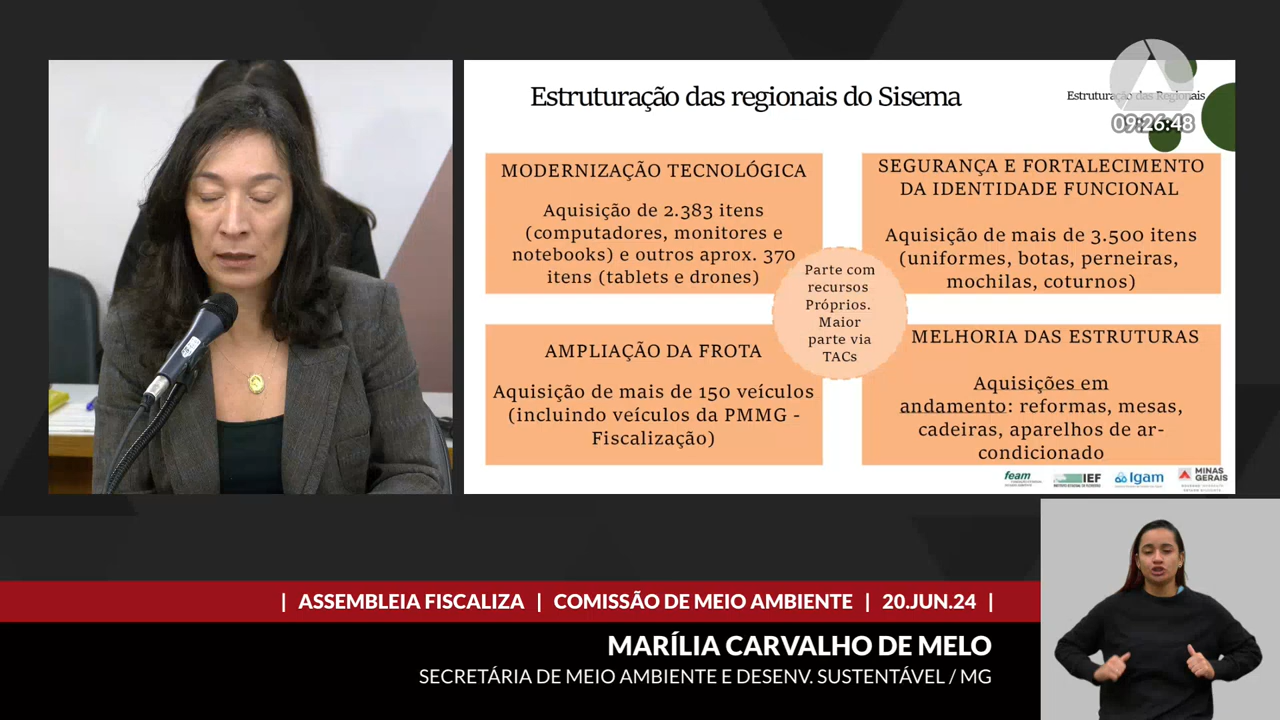 Estruturação das regionais do Sisema
Estruturação das Regionais
09:26:48
MODERNIZAÇÃO TECNOLÓGICA
Aquisição de 2.383 itens
(computadores, monitores e
notebooks) e outros aprox. 370
itens (tablets e drones)
SEGURANÇA E FORTALECIMENTO
DA IDENTIDADE FUNCIONAL
Aquisição de mais de 3.500 itens
(uniformes, botas, perneiras,
mochilas, coturnos)
Parte com
recursos
Próprios.
Maior
parte via
TACs
AMPLIAÇÃO DA FROTA
Aquisição de mais de 150 veículos
(incluindo veículos da PMMG -
Fiscalização)
MELHORIA DAS ESTRUTURAS
Aquisições em
andamento: reformas, mesas,
cadeiras, aparelhos de ar-
condicionado
feam
IEF
Igam
MINAS
GERAIS
| ASSEMBLEIA FISCALIZA | COMISSÃO DE MEIO AMBIENTE | 20.JUN.24 |
MARÍLIA CARVALHO DE MELO
SECRETÁRIA DE MEIO AMBIENTE E DESENV. SUSTENTÁVEL / MG